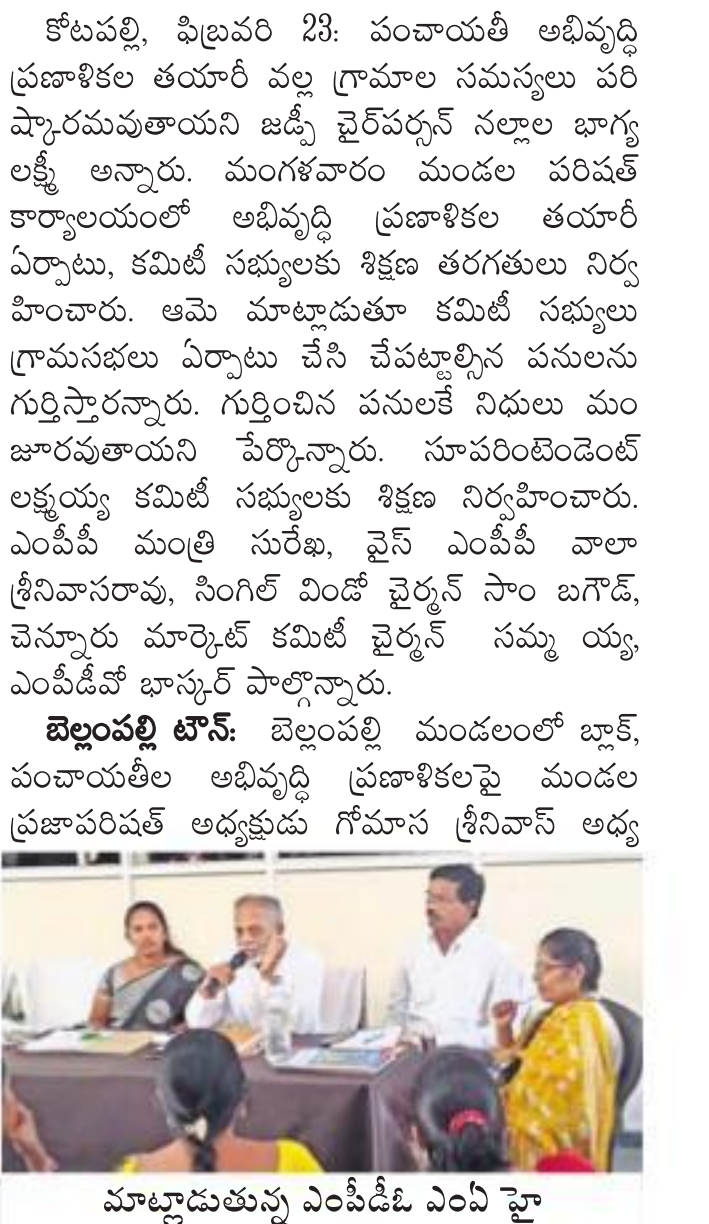 కోటపల్లి, ఫిబ్రవరి 23: పంచాయతీ అభివృద్ధి
ప్రణాళికల తయారీ వల్ల గ్రామాల సమస్యలు పరి
ష్కారమవుతాయని జడ్పీ చైర్‌పర్సన్ నల్లాల భాగ్య
లక్ష్మీ అన్నారు. మంగళవారం మండల పరిషత్
కార్యాలయంలో అభివృద్ధి ప్రణాళికల తయారీ
ఏర్పాటు, కమిటీ సభ్యులకు శిక్షణ తరగతులు నిర్వ
హించారు. ఆమె మాట్లాడుతూ కమిటీ సభ్యులు
గ్రామసభలు ఏర్పాటు చేసి చేపట్టాల్సిన పనులను
గుర్తిస్తారన్నారు. గుర్తించిన పనులకే నిధులు మం
జూరవుతాయని పేర్కొన్నారు. సూపరింటెండెంట్
లక్ష్మయ్య కమిటీ సభ్యులకు శిక్షణ నిర్వహించారు.
ఎంపీపీ మంత్రి సురేఖ, వైస్ ఎంపీపీ వాలా
శ్రీనివాసరావు, సింగిల్ విండో చైర్మన్ సాం బగౌడ్,
చెన్నూరు మార్కెట్ కమిటీ చైర్మన్ సమ్మ య్య,
ఎంపీడీవో భాస్కర్ పాల్గొన్నారు.
బెల్లంపల్లి టౌన్: బెల్లంపల్లి మండలంలో బ్లాక్,
పంచాయతీల అభివృద్ధి ప్రణాళికలపై మండల
ప్రజాపరిషత్ అధ్యక్షుడు గోమాస శ్రీనివాస్ అధ్య
మాట్లాడుతున్న ఎంపీడీఓ ఎంఏ హై